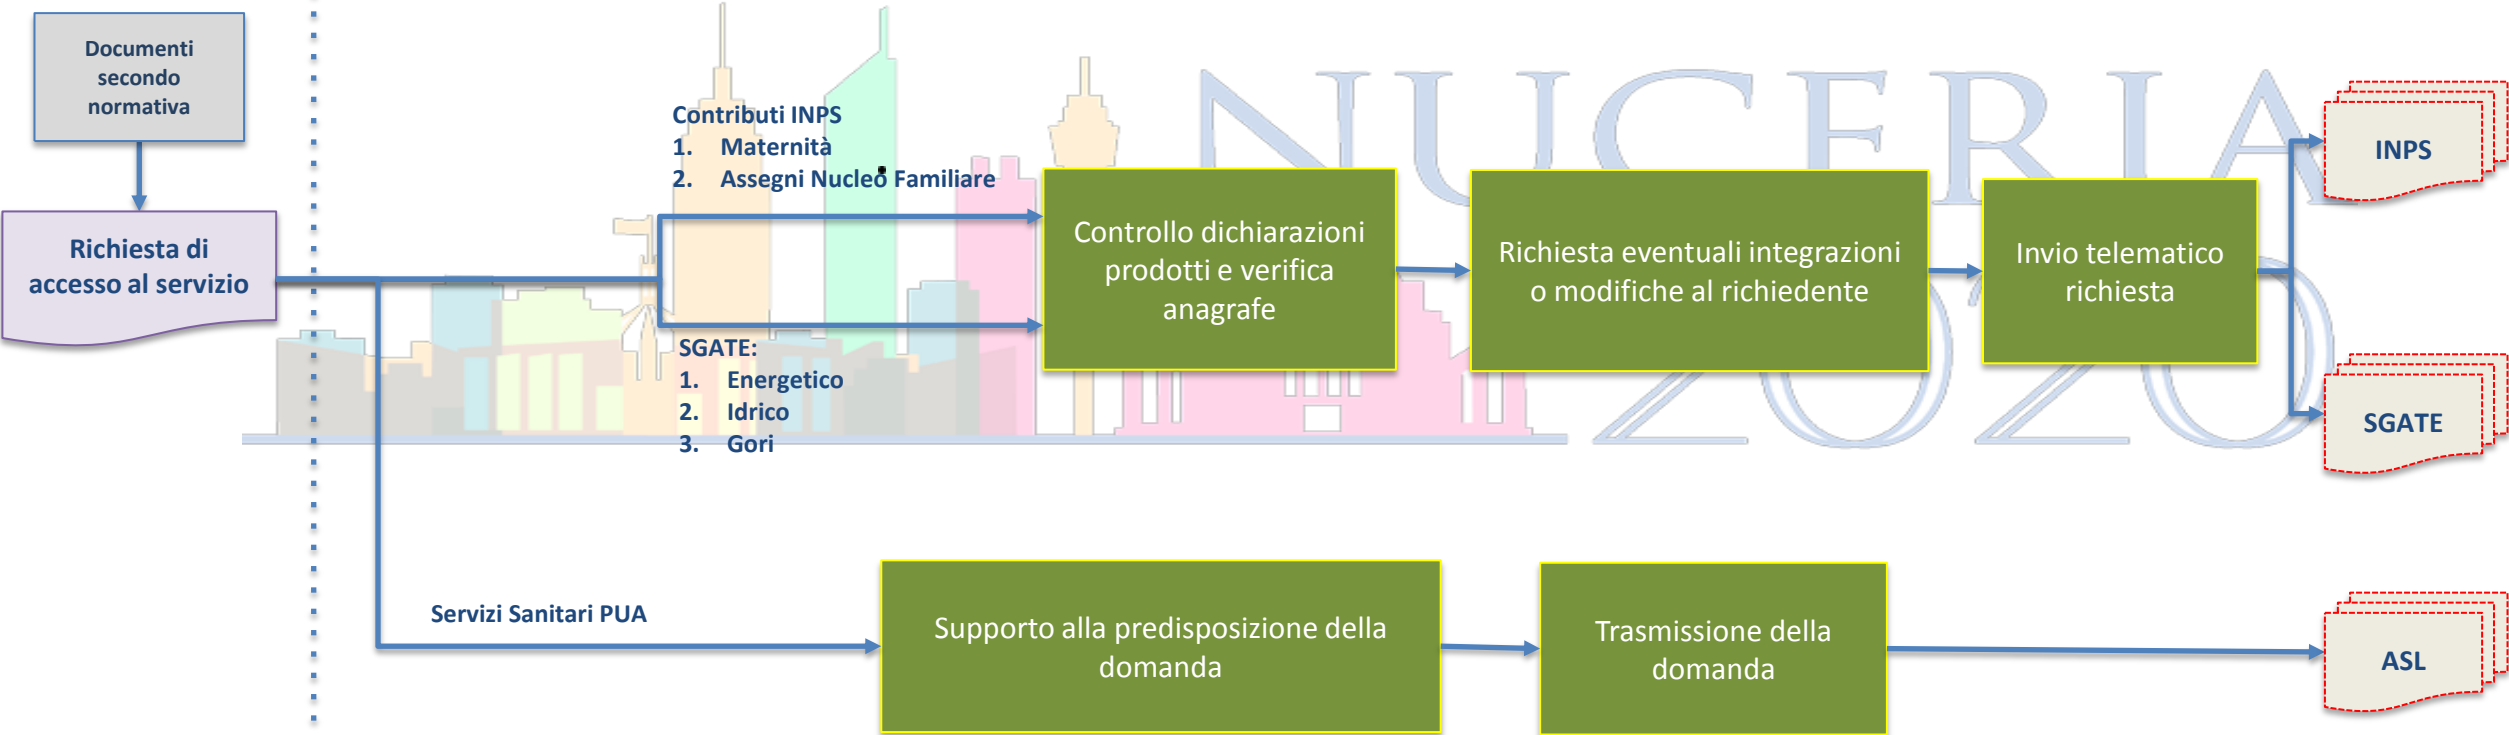 Documenti
secondo
normativa
Richiesta di
accesso al servizio
Contributi INPS
1. Maternità
2. Assegni Nucleo Familiare
SGATE:
1. Energetico
2. Idrico
3. Gori
Controllo dichiarazioni
prodotti e verifica
anagrafe
Richiesta eventuali integrazioni
o modifiche al richiedente
Invio telematico
richiesta
INPS
SGATE
NUCERIA
2020
Servizi Sanitari PUA
Supporto alla predisposizione della
domanda
Trasmissione della
domanda
ASL